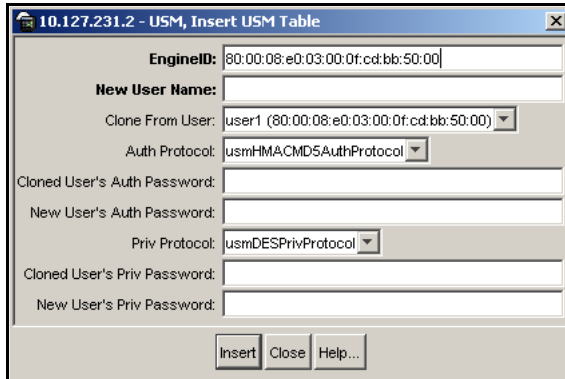 10.127.231.2 - USM, Insert USM Table
EngineID: 80:00:08:e0:03:00:0f:cd:bb:50:00
New User Name:
Clone From User: user1 (80:00:08:e0:03:00:0f:cd:bb:50:00)
Auth Protocol: usmHMACMD5AuthProtocol
Cloned User's Auth Password:
New User's Auth Password:
Priv Protocol: usmDESPrivProtocol
Cloned User's Priv Password:
New User's Priv Password:
Insert Close Help...